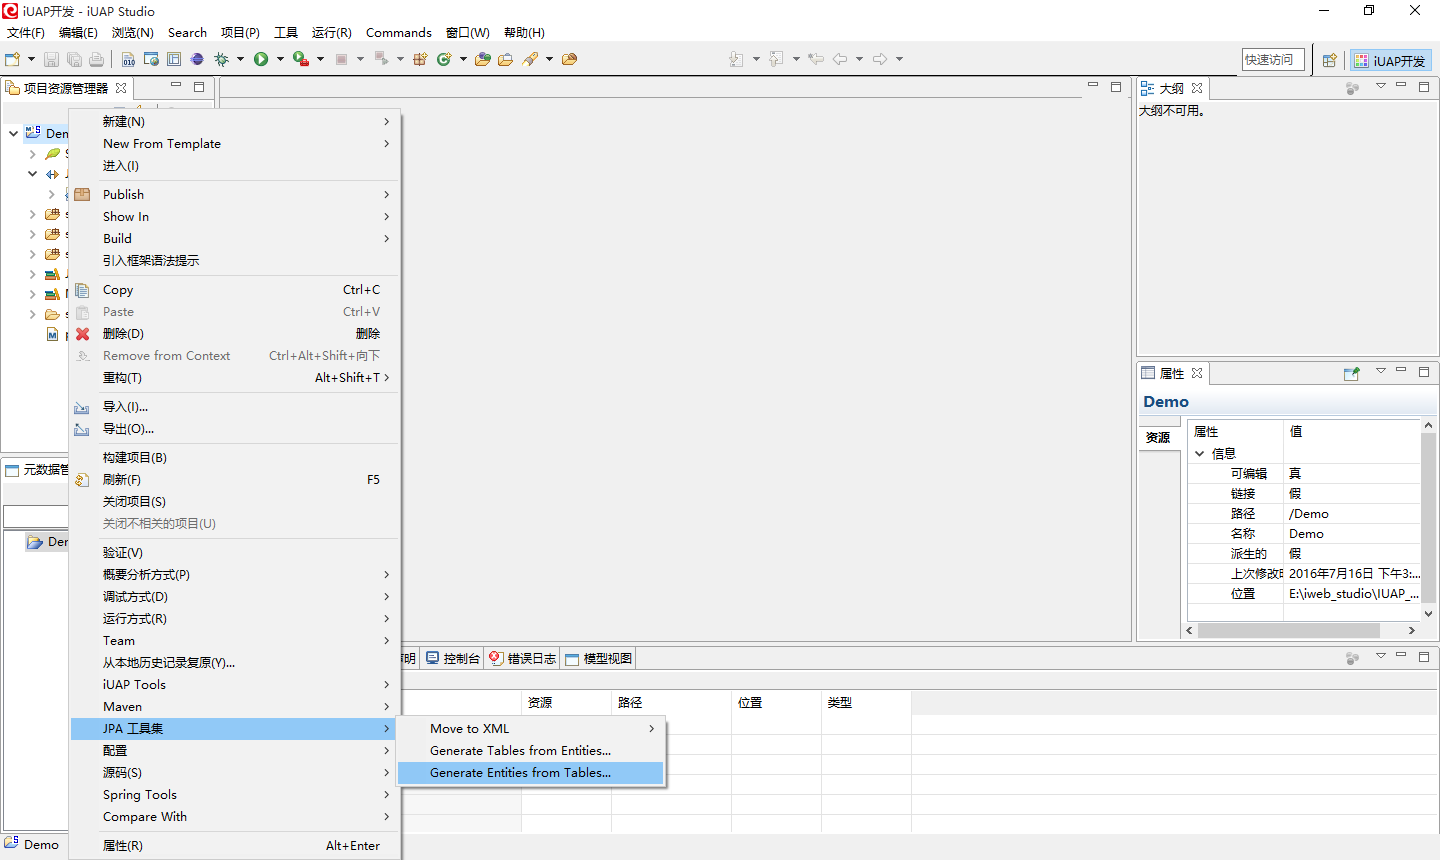 iUAP开发 - iUAP Studio
文件(F) 编辑(E) 浏览(N) Search 项目(P) 工具 运行(R) Commands 窗口(W) 帮助(H)
快速访问 iUAP开发
项目资源管理器
大纲
大纲不可用。
新建(N)
New From Template
进入(I)
Publish
Show In
Build
引入框架语法提示
Copy Ctrl+C
Paste Ctrl+V
删除(D) 删除
Remove from Context Ctrl+Alt+Shift+向下
重构(T) Alt+Shift+T
导入(I)...
导出(O)...
构建项目(B)
刷新(F) F5
关闭项目(S)
关闭不相关的项目(U)
验证(V)
概要分析方式(P)
调试方式(D)
运行方式(R)
Team
从本地历史记录复原(Y)...
iUAP Tools
Maven
JPA 工具集
配置
源码(S)
Spring Tools
Compare With
属性(R) Alt+Enter
Move to XML
Generate Tables from Entities...
Generate Entities from Tables...
元数据管
Demo
属性
Demo
资源
属性 值
信息
可编辑 真
链接 假
路径 /Demo
名称 Demo
派生的 假
上次修改时 2016年7月16日 下午3:...
位置 E:\iweb_studio\IUAP_...
明 控制台 错误日志 模型视图
资源 路径 位置 类型